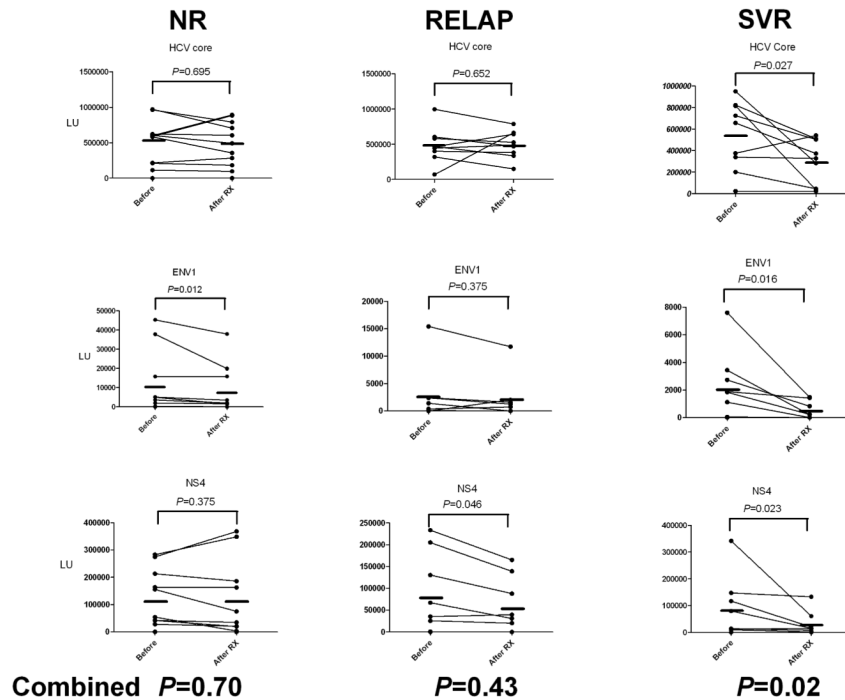 NR RELAP SVR
HCV core HCV core HCV Core
P=0.695 P=0.652 P=0.027
LU
1500000 1000000 500000 0
1500000 1000000 500000 0
1000000 800000 600000 400000 200000 0
Before After RX Before After RX Before After RX
ENV1 ENV1 ENV1
P=0.012 P=0.375 P=0.016
LU
50000 40000 30000 20000 10000 0
20000 15000 10000 5000 0
8000 6000 4000 2000 0
Before After RX Before After RX Before After RX
NS4 NS4 NS4
P=0.375 P=0.046 P=0.023
LU
400000 300000 200000 100000 0
250000 200000 150000 100000 50000 0
400000 300000 200000 100000 0
Before After RX Before After RX Before After RX
Combined P=0.70 P=0.43 P=0.02